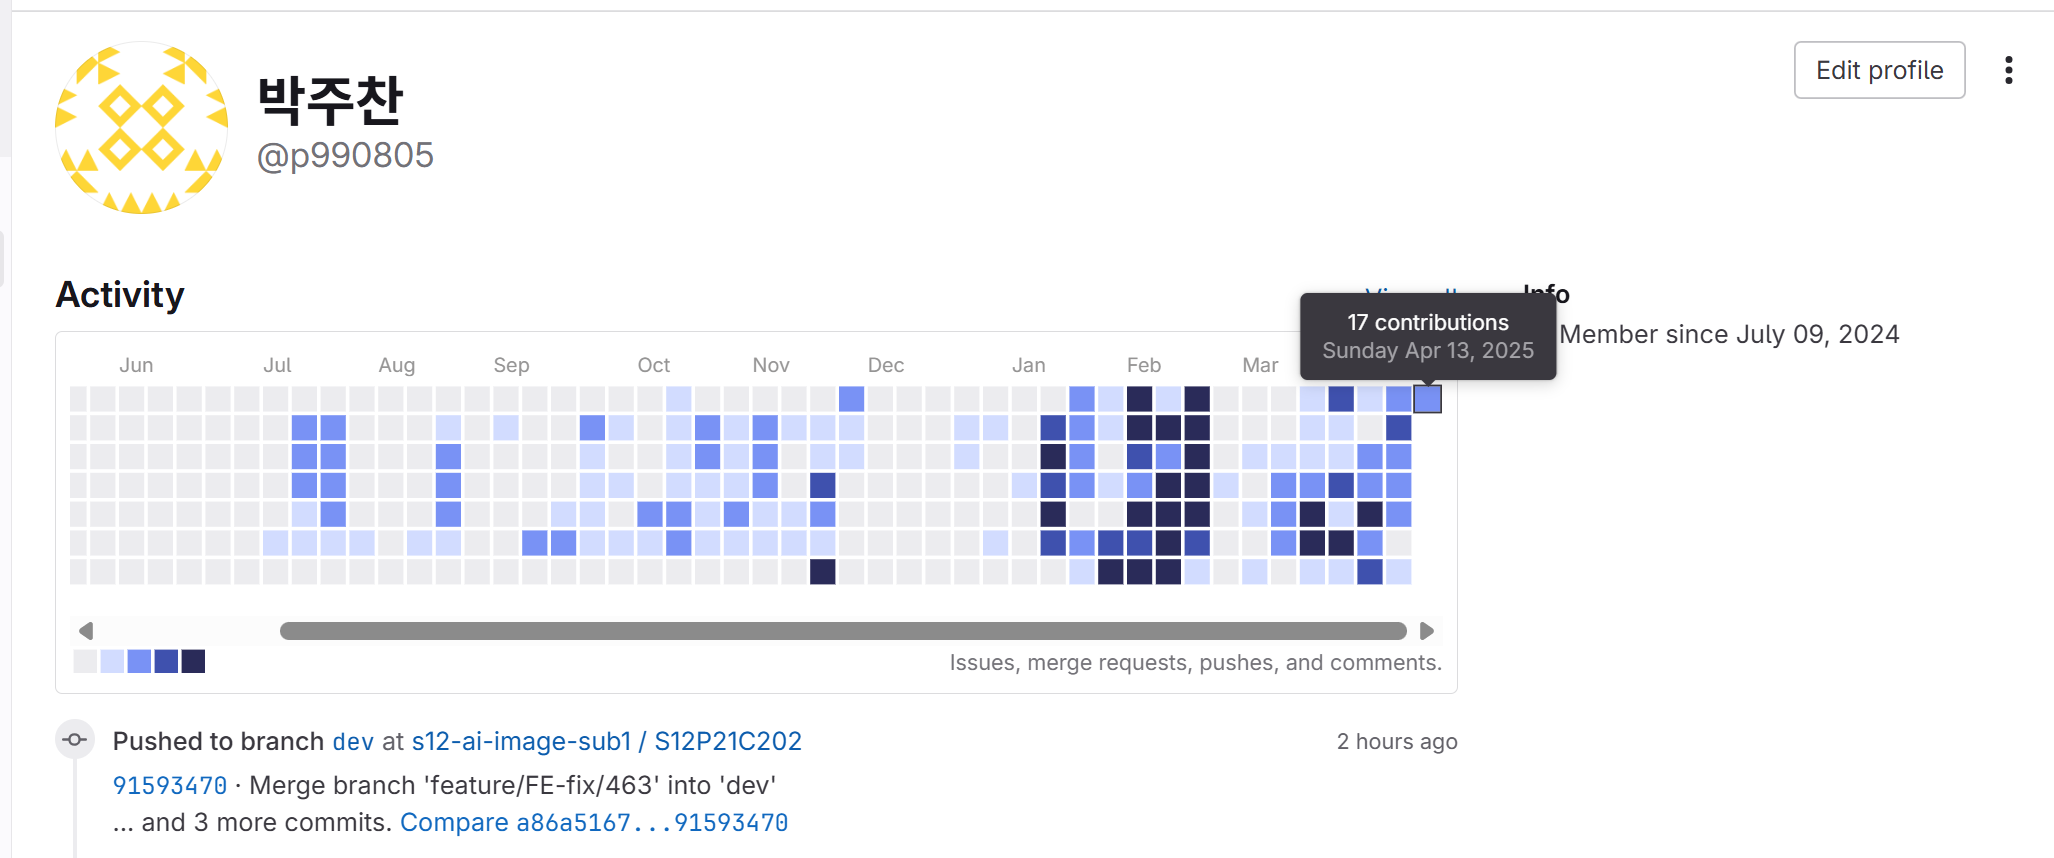 박주찬
@p990805
Edit profile
Activity
Info
Member since July 09, 2024
17 contributions
Sunday Apr 13, 2025
Jun Jul Aug Sep Oct Nov Dec Jan Feb Mar
Issues, merge requests, pushes, and comments.
Pushed to branch dev at s12-ai-image-sub1 / S12P21C202
2 hours ago
91593470 · Merge branch 'feature/FE-fix/463' into 'dev'
... and 3 more commits. Compare a86a5167...91593470